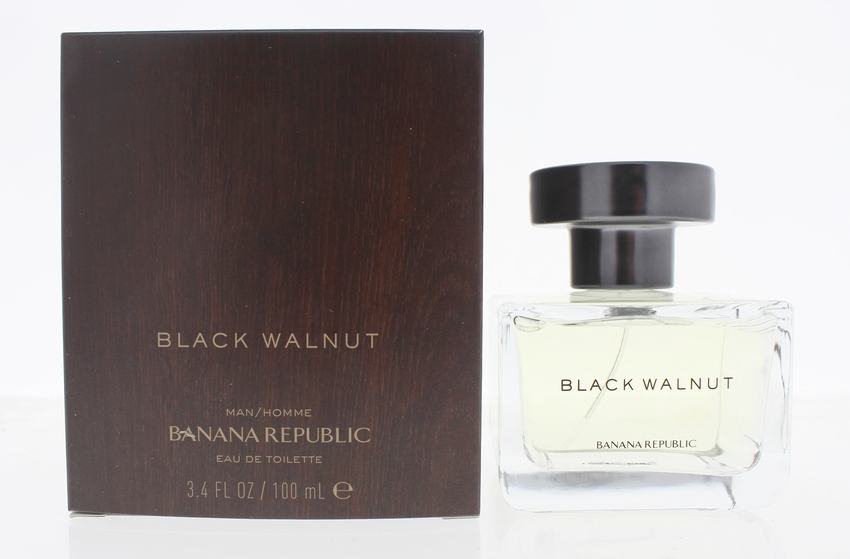 BLACK WALNUT
MAN/HOMME
BANANA REPUBLIC
EAU DE TOILETTE
3.4 FL OZ / 100 mL ℮
BLACK WALNUT
BANANA REPUBLIC